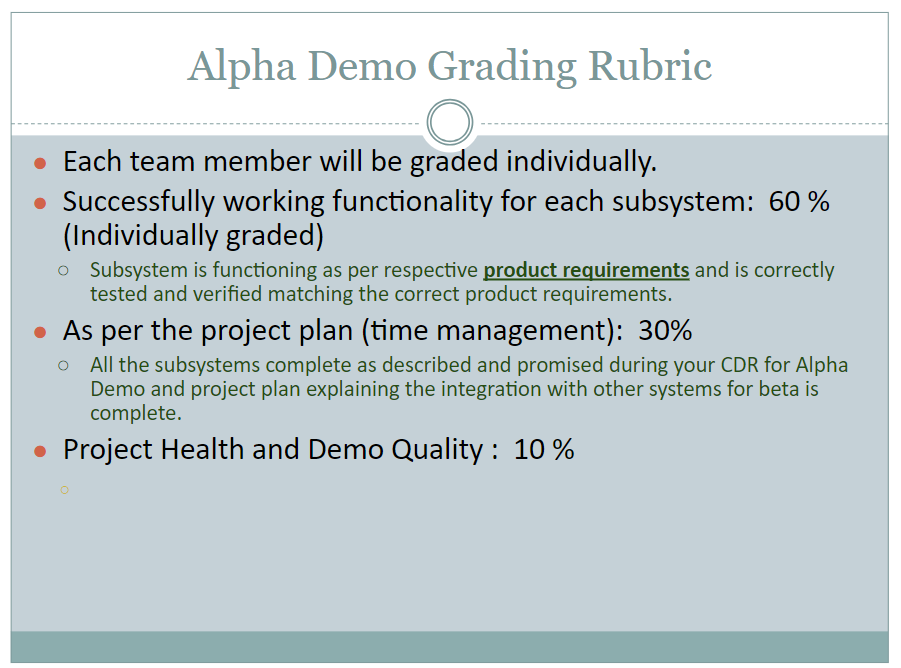 Alpha Demo Grading Rubric
Each team member will be graded individually.
Successfully working functionality for each subsystem:  60 %
(Individually graded)
Subsystem is functioning as per respective product requirements and is correctly
tested and verified matching the correct product requirements.
As per the project plan (time management):  30%
All the subsystems complete as described and promised during your CDR for Alpha
Demo and project plan explaining the integration with other systems for beta is
complete.
Project Health and Demo Quality :  10 %